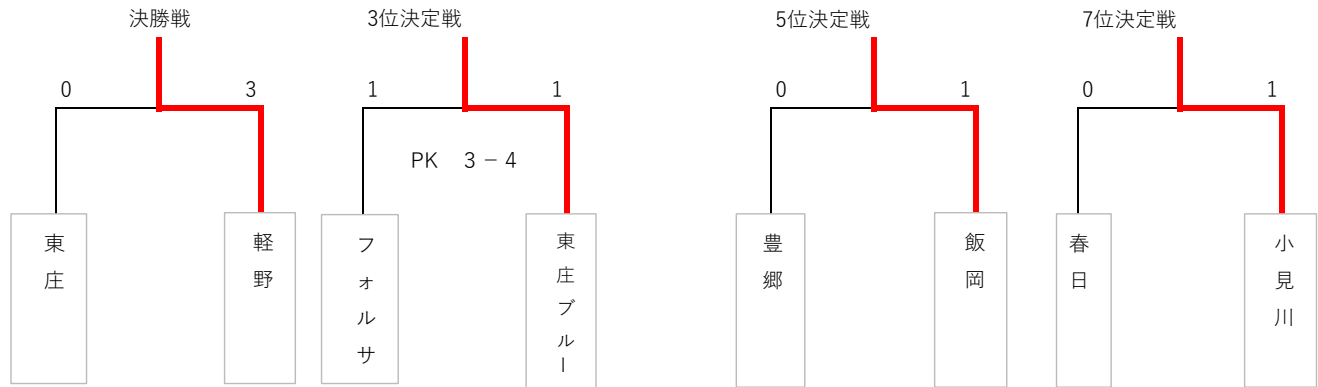 決勝戦 3位決定戦 5位決定戦 7位決定戦
0 3 1 1 0 1 0 1
PK 3 － 4
東庄
軽野
フォルサ
東庄ブルー
豊郷
飯岡
春日
小見川